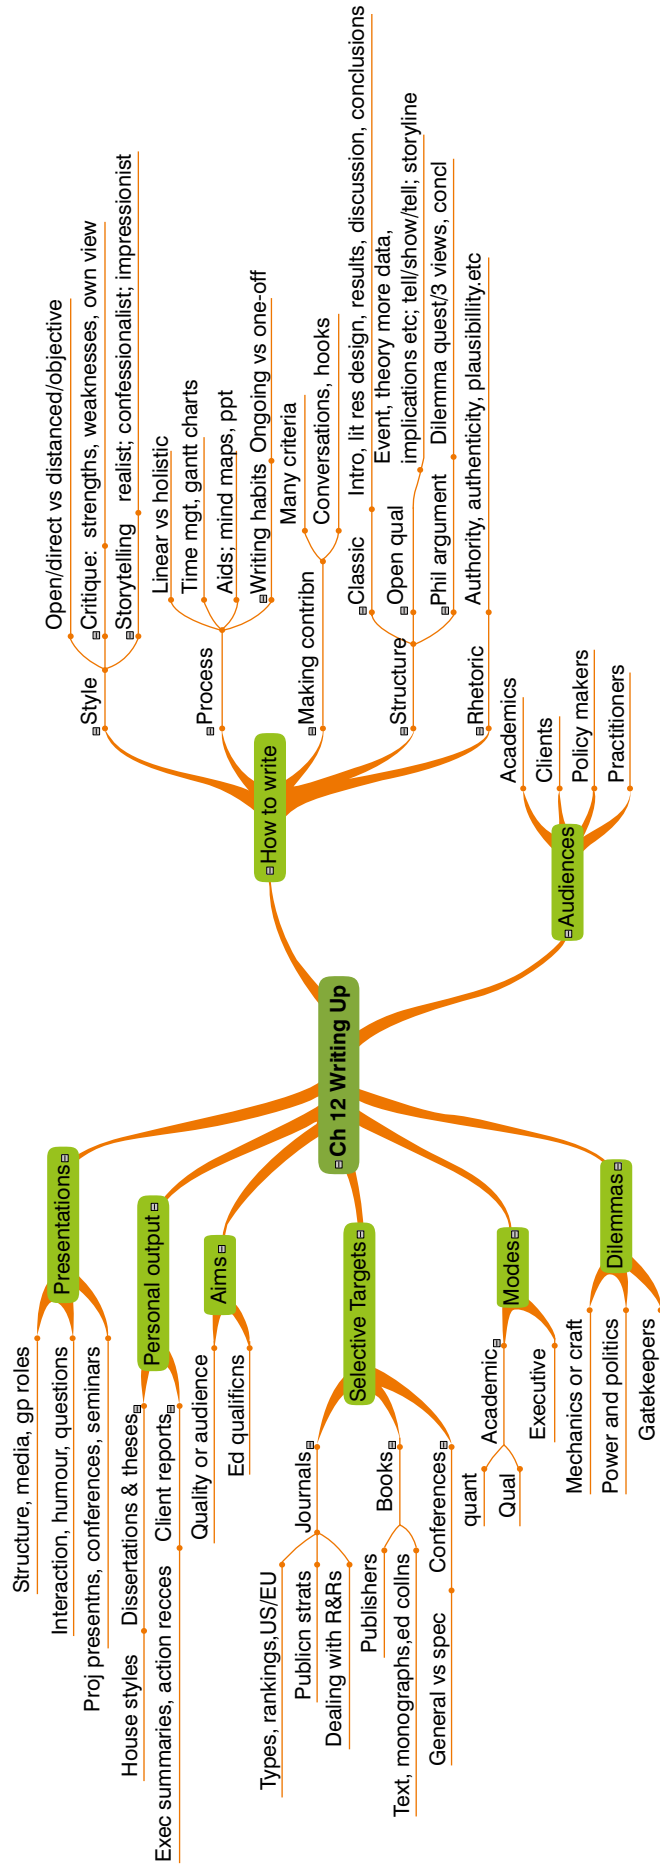 Ch 12 Writing Up
How to write
Style
Open/direct vs distanced/objective
Critique: strengths, weaknesses, own view
Storytelling realist; confessionalist; impressionist
Process
Linear vs holistic
Time mgt, gantt charts
Aids; mind maps, ppt
Writing habits Ongoing vs one-off
Making contribn
Many criteria
Conversations, hooks
Structure
Classic Intro, lit res design, results, discussion, conclusions
Open qual Event, theory more data,
implications etc; tell/show/tell; storyline
Phil argument Dilemma quest/3 views, concl
Rhetoric Authority, authenticity, plausibility.etc
Audiences
Academics
Clients
Policy makers
Practitioners
Presentations
Structure, media, gp roles
Interaction, humour, questions
Proj presentns, conferences, seminars
Personal output
House styles Dissertations & theses
Exec summaries, action recces Client reports
Aims
Quality or audience
Ed qualificns
Selective Targets
Journals
Types, rankings,US/EU
Publicn strats
Dealing with R&Rs
Books
Publishers
Text, monographs,ed collns
General vs spec Conferences
Modes
Academic
quant
Qual
Executive
Dilemmas
Mechanics or craft
Power and politics
Gatekeepers